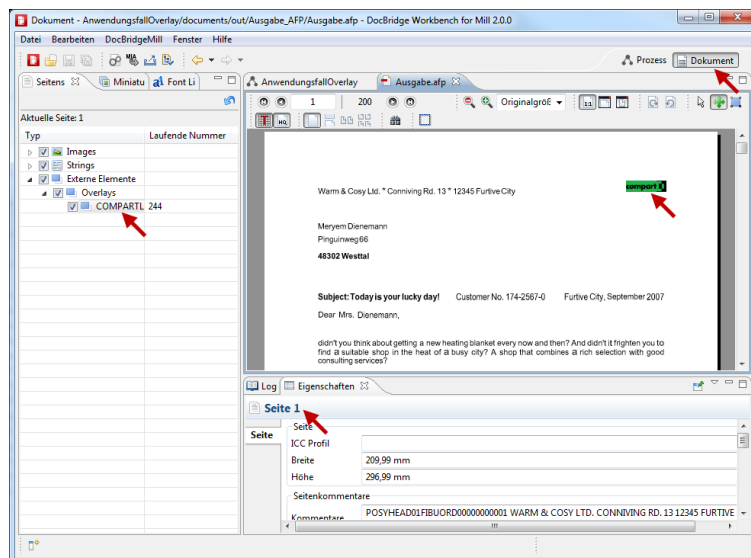 Dokument - AnwendungsfallOverlay/documents/out/Ausgabe_AFP/Ausgabe.afp - DocBridge Workbench for Mill 2.0.0
Datei Bearbeiten DocBridgeMill Fenster Hilfe
Prozess Dokument
Seitens Miniatu Font Li
AnwendungsfallOverlay Ausgabe.afp
1 200 Originalgröß 1:1
HQ
Aktuelle Seite: 1
Typ Laufende Nummer
Images
Strings
Externe Elemente
Overlays
COMPARTL 244
Warm & Cosy Ltd. * Conniving Rd. 13 * 12345 Furtive City
compart
Meryem Dienemann
Pinguinweg 66
48302 Westtal
Subject: Today is your lucky day! Customer No. 174-2567-0 Furtive City, September 2007
Dear Mrs. Dienemann,
didn't you think about getting a new heating blanket every now and then? And didn't it frighten you to
find a suitable shop in the heat of a busy city? A shop that combines a rich selection with good
consulting services?
Log Eigenschaften
Seite 1
Seite
Seite
ICC Profil
Breite 209,99 mm
Höhe 296,99 mm
Seitenkommentare
Kommentare POSYHEAD01FIBUORD00000000001 WARM & COSY LTD. CONNIVING RD. 13 12345 FURTIVE